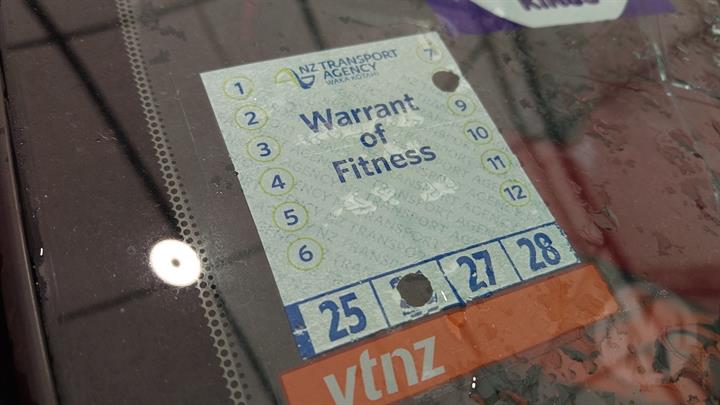 NZ TRANSPORT
AGENCY
WAKA KOTAHI
Warrant
of
Fitness
1
2
3
4
5
6
7
9
10
11
12
25 27 28
vtnz